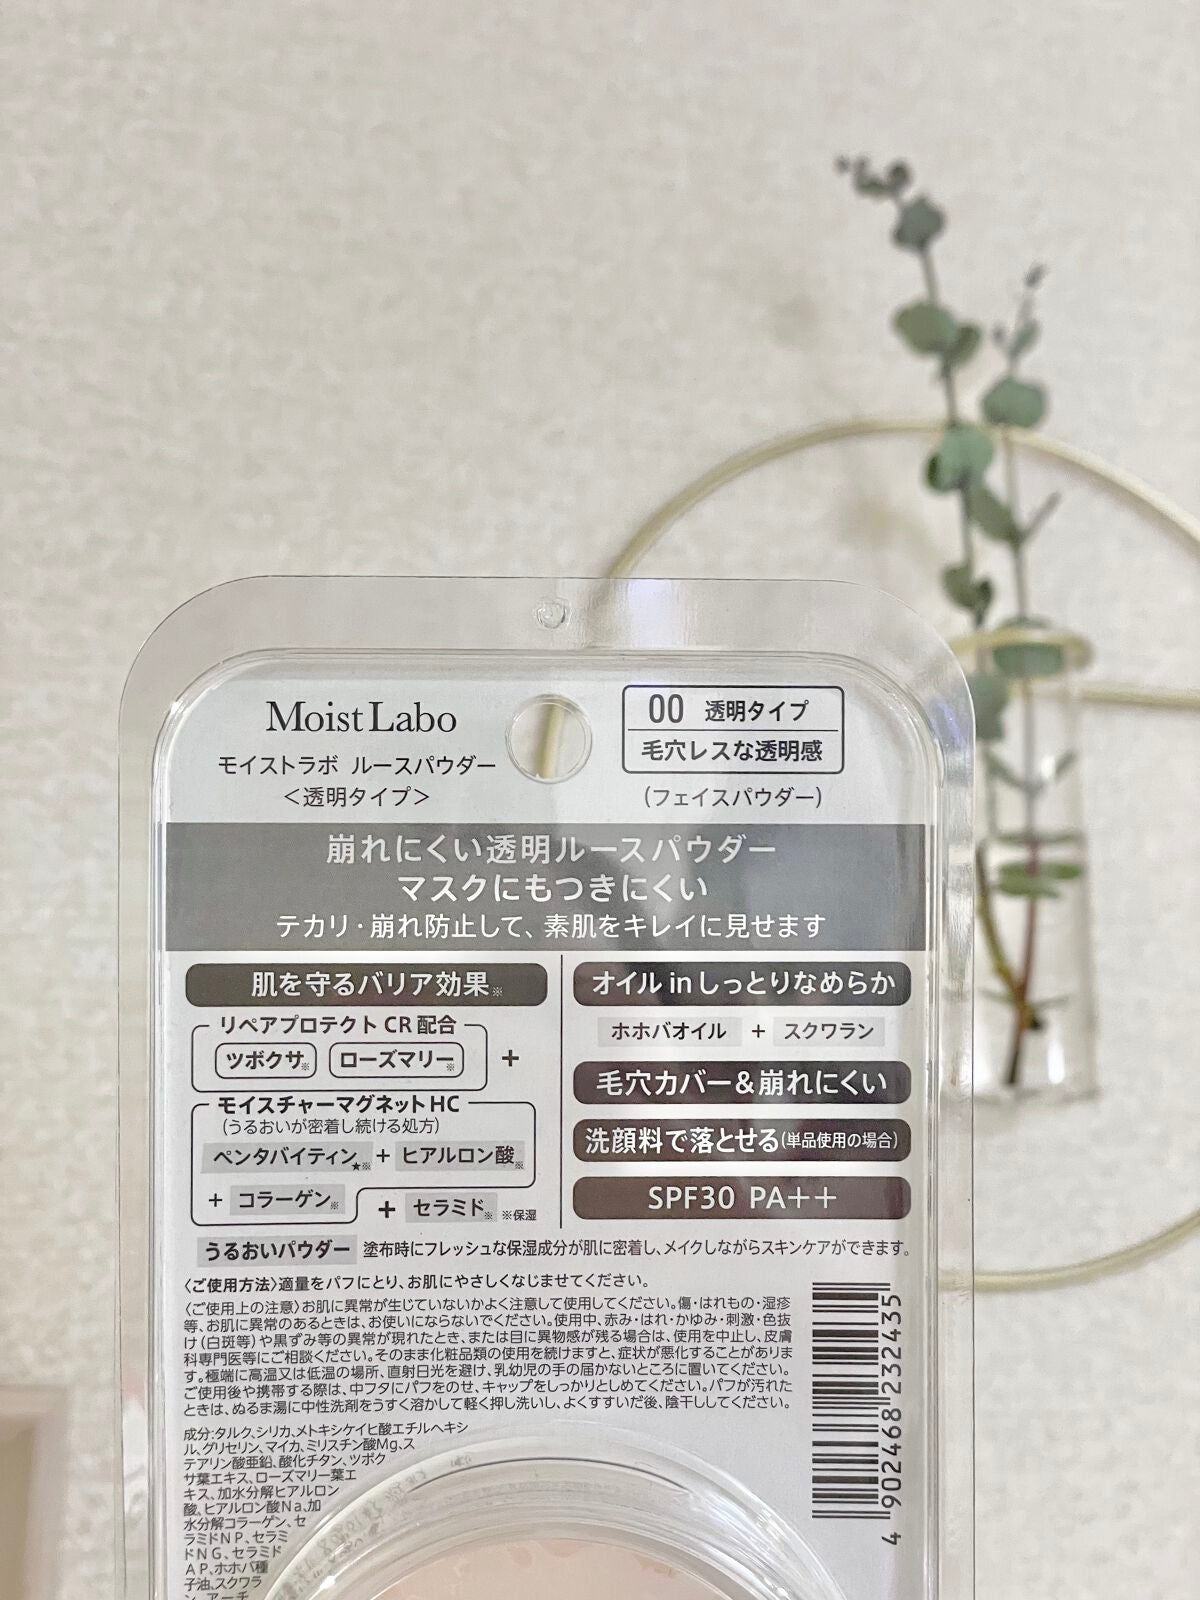 Moist Labo
モイストラボ ルースパウダー
＜透明タイプ＞
00 透明タイプ
毛穴レスな透明感
(フェイスパウダー)
崩れにくい透明ルースパウダー
マスクにもつきにくい
テカリ・崩れ防止して、素肌をキレイに見せます
肌を守るバリア効果※
リペアプロテクト CR 配合
ツボクサ※ ローズマリー※ +
モイスチャーマグネットHC
(うるおいが密着し続ける処方)
ペンタバイティン★※ + ヒアルロン酸※
+ コラーゲン※ + セラミド※ ※保湿
オイル in しっとりなめらか
ホホバオイル + スクワラン
毛穴カバー＆崩れにくい
洗顔料で落とせる(単品使用の場合)
SPF30 PA++
うるおいパウダー 塗布時にフレッシュな保湿成分が肌に密着し、メイクしながらスキンケアができます。
〈ご使用方法〉適量をパフにとり、お肌にやさしくなじませてください。
〈ご使用上の注意〉お肌に異常が生じていないかよく注意して使用してください。傷・はれもの・湿疹
等、お肌に異常のあるときは、お使いにならないでください。使用中、赤み・はれ・かゆみ・刺激・色抜
け(白斑等)や黒ずみ等の異常が現れたとき、または目に異物感が残る場合は、使用を中止し、皮膚
科専門医等にご相談ください。そのまま化粧品類の使用を続けますと、症状が悪化することがありま
す。極端に高温又は低温の場所、直射日光を避け、乳幼児の手の届かないところに置いてください。
ご使用後や携帯する際は、中フタにパフをのせ、キャップをしっかりとしめてください。パフが汚れた
ときは、ぬるま湯に中性洗剤をうすく溶かして軽く押し洗いし、よくすすいだ後、陰干ししてください。
成分:タルク、シリカ、メトキシケイヒ酸エチルヘキシ
ル、グリセリン、マイカ、ミリスチン酸Mg、ス
テアリン酸亜鉛、酸化チタン、ツボク
サ葉エキス、ローズマリー葉エ
キス、加水分解ヒアルロン
酸、ヒアルロン酸Na、加
水分解コラーゲン、セ
ラミドNP、セラミ
ドNG、セラミド
AP、ホホバ種
子油、スクワラ
ン、アーチ
4 902468 232435